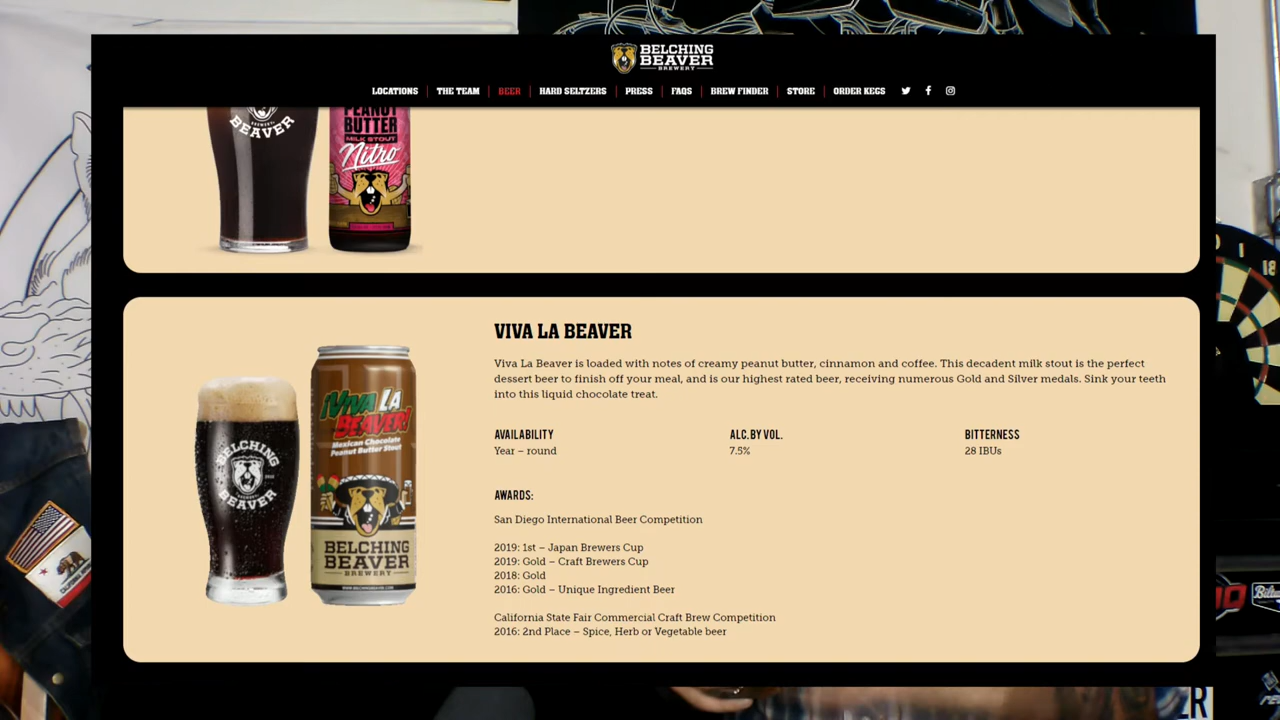 BELCHING
BEAVER
BREWERY
LOCATIONS THE TEAM BEER HARD SELTZERS PRESS FAQS BREW FINDER STORE ORDER KEGS
BEAVER
PEANUT
BUTTER
MILK STOUT
Nitro
1
18
VIVA LA BEAVER
Viva La Beaver is loaded with notes of creamy peanut butter, cinnamon and coffee. This decadent milk stout is the perfect
dessert beer to finish off your meal, and is our highest rated beer, receiving numerous Gold and Silver medals. Sink your teeth
into this liquid chocolate treat.
AVAILABILITY ALC. BY VOL. BITTERNESS
Year – round 7.5% 28 IBUs
AWARDS:
San Diego International Beer Competition
2019: 1st – Japan Brewers Cup
2019: Gold – Craft Brewers Cup
2018: Gold
2016: Gold – Unique Ingredient Beer
California State Fair Commercial Craft Brew Competition
2016: 2nd Place – Spice, Herb or Vegetable beer
¡VIVA LA
BEAVER!
Mexican Chocolate
Peanut Butter Stout
BELCHING
BEAVER
BREWERY
WWW.BELCHINGBEAVER.COM
BELCHING
BREWERY
BEAVER